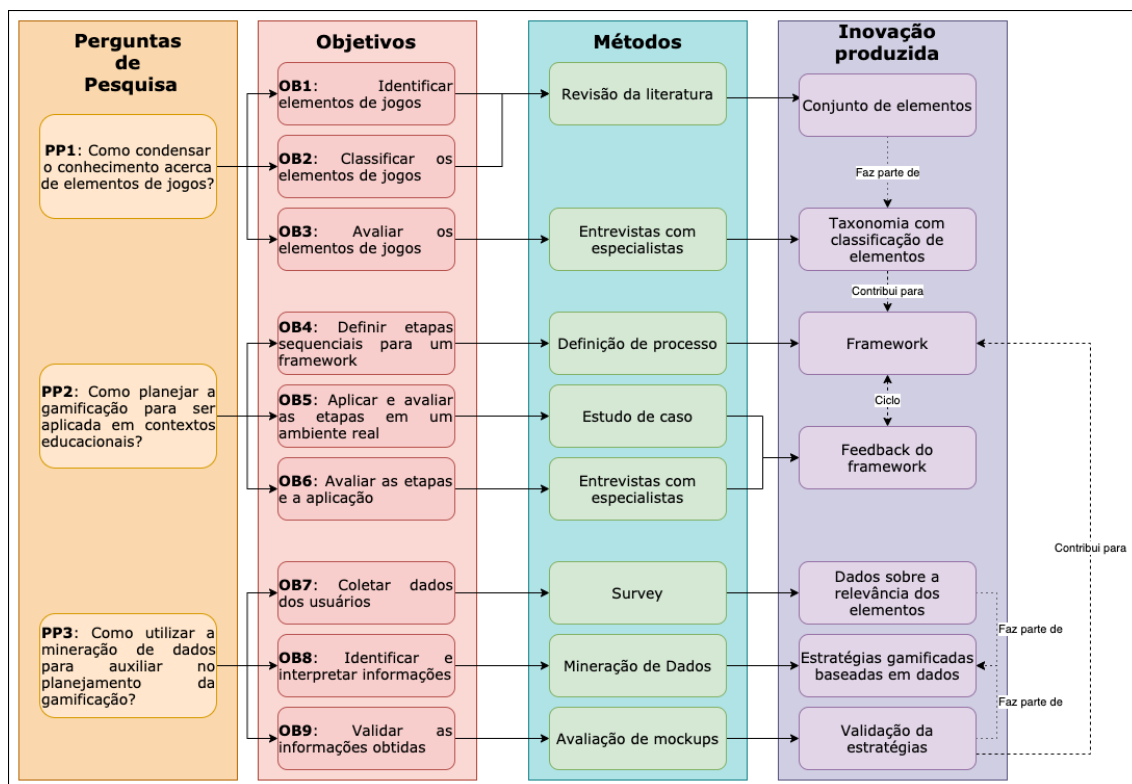 Perguntas
de
Pesquisa
PP1: Como condensar
o conhecimento acerca
de elementos de jogos?
PP2: Como planejar a
gamificação para ser
aplicada em contextos
educacionais?
PP3: Como utilizar a
mineração de dados
para auxiliar no
planejamento da
gamificação?
Objetivos
OB1: Identificar
elementos de jogos
OB2: Classificar os
elementos de jogos
OB3: Avaliar os
elementos de jogos
OB4: Definir etapas
sequenciais para um
framework
OB5: Aplicar e avaliar
as etapas em um
ambiente real
OB6: Avaliar as etapas
e a aplicação
OB7: Coletar dados
dos usuários
OB8: Identificar e
interpretar informações
OB9: Validar as
informações obtidas
Métodos
Revisão da literatura
Entrevistas com
especialistas
Definição de processo
Estudo de caso
Entrevistas com
especialistas
Survey
Mineração de Dados
Avaliação de mockups
Inovação
produzida
Conjunto de elementos
Faz parte de
Taxonomia com
classificação de
elementos
Contribui para
Framework
Ciclo
Feedback do
framework
Contribui para
Dados sobre a
relevância dos
elementos
Faz parte de
Estratégias gamificadas
baseadas em dados
Faz parte de
Validação da
estratégias